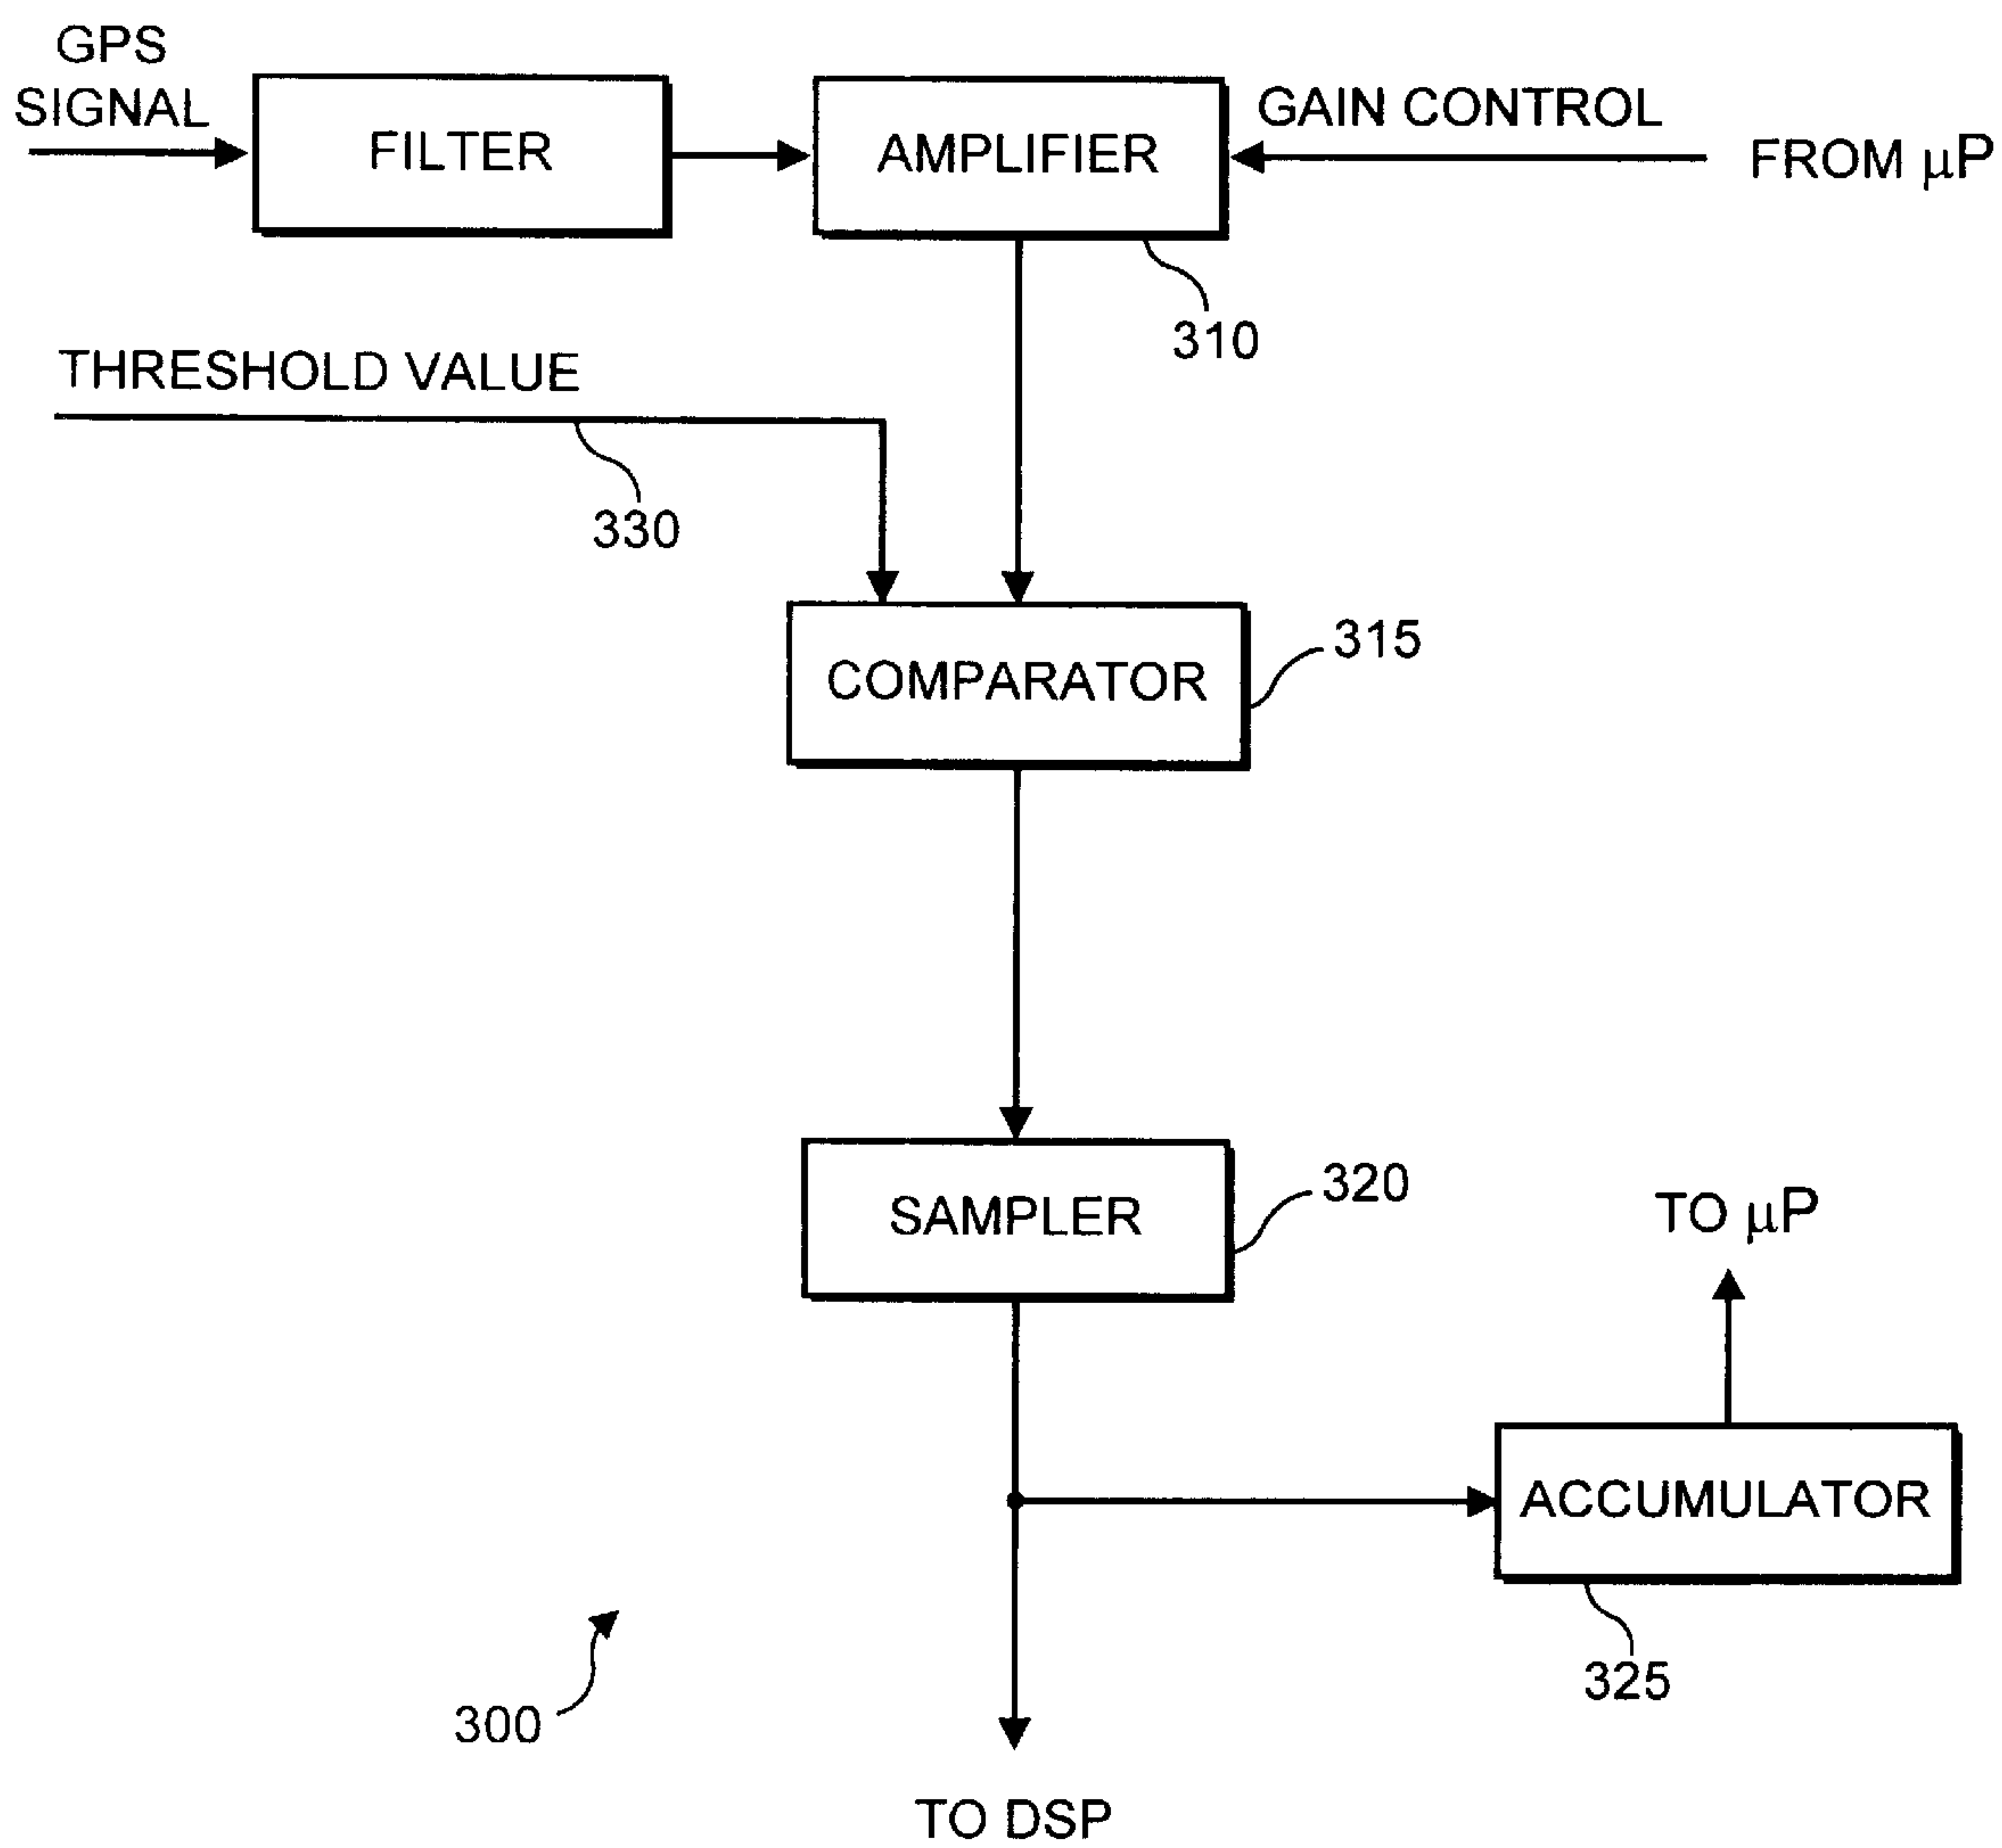 GPS
SIGNAL
FILTER
AMPLIFIER
GAIN CONTROL
FROM µP
310
THRESHOLD VALUE
330
COMPARATOR
315
SAMPLER
320
TO µP
ACCUMULATOR
325
300
TO DSP